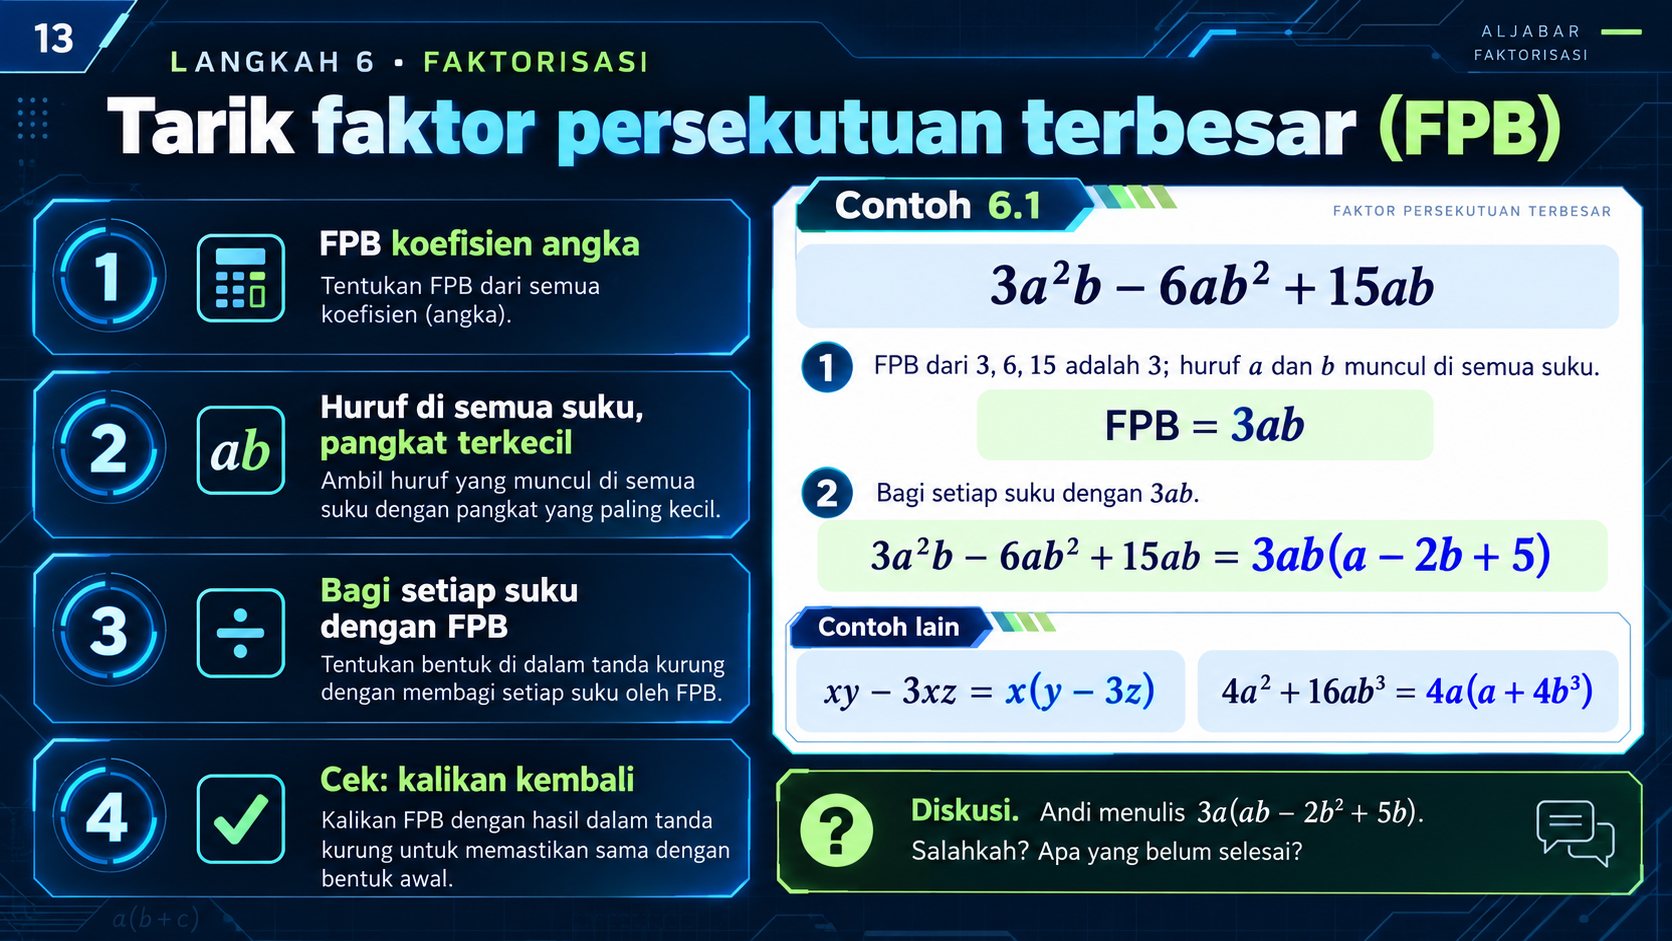 13
LANGKAH 6 • FAKTORISASI
ALJABAR
FAKTORISASI
Tarik faktor persekutuan terbesar (FPB)
1
FPB koefisien angka
Tentukan FPB dari semua
koefisien (angka).
2
ab
Huruf di semua suku,
pangkat terkecil
Ambil huruf yang muncul di semua
suku dengan pangkat yang paling kecil.
3
÷
Bagi setiap suku
dengan FPB
Tentukan bentuk di dalam tanda kurung
dengan membagi setiap suku oleh FPB.
4
Cek: kalikan kembali
Kalikan FPB dengan hasil dalam tanda
kurung untuk memastikan sama dengan
bentuk awal.
a(b+c)
Contoh 6.1
FAKTOR PERSEKUTUAN TERBESAR
3a²b − 6ab² + 15ab
1 FPB dari 3, 6, 15 adalah 3; huruf a dan b muncul di semua suku.
FPB = 3ab
2 Bagi setiap suku dengan 3ab.
3a²b − 6ab² + 15ab = 3ab(a − 2b + 5)
Contoh lain
xy − 3xz = x(y − 3z)
4a² + 16ab³ = 4a(a + 4b³)
?
Diskusi. Andi menulis 3a(ab − 2b² + 5b).
Salahkah? Apa yang belum selesai?